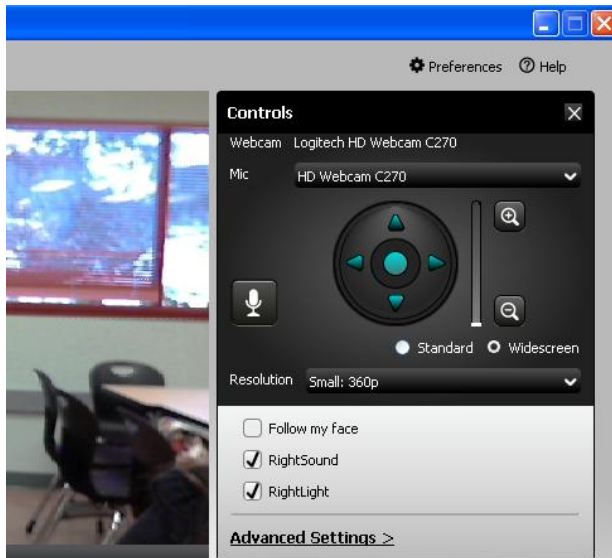 Preferences Help
Controls
Webcam Logitech HD Webcam C270
Mic HD Webcam C270
Standard Widescreen
Resolution Small: 360p
Follow my face
RightSound
RightLight
Advanced Settings >